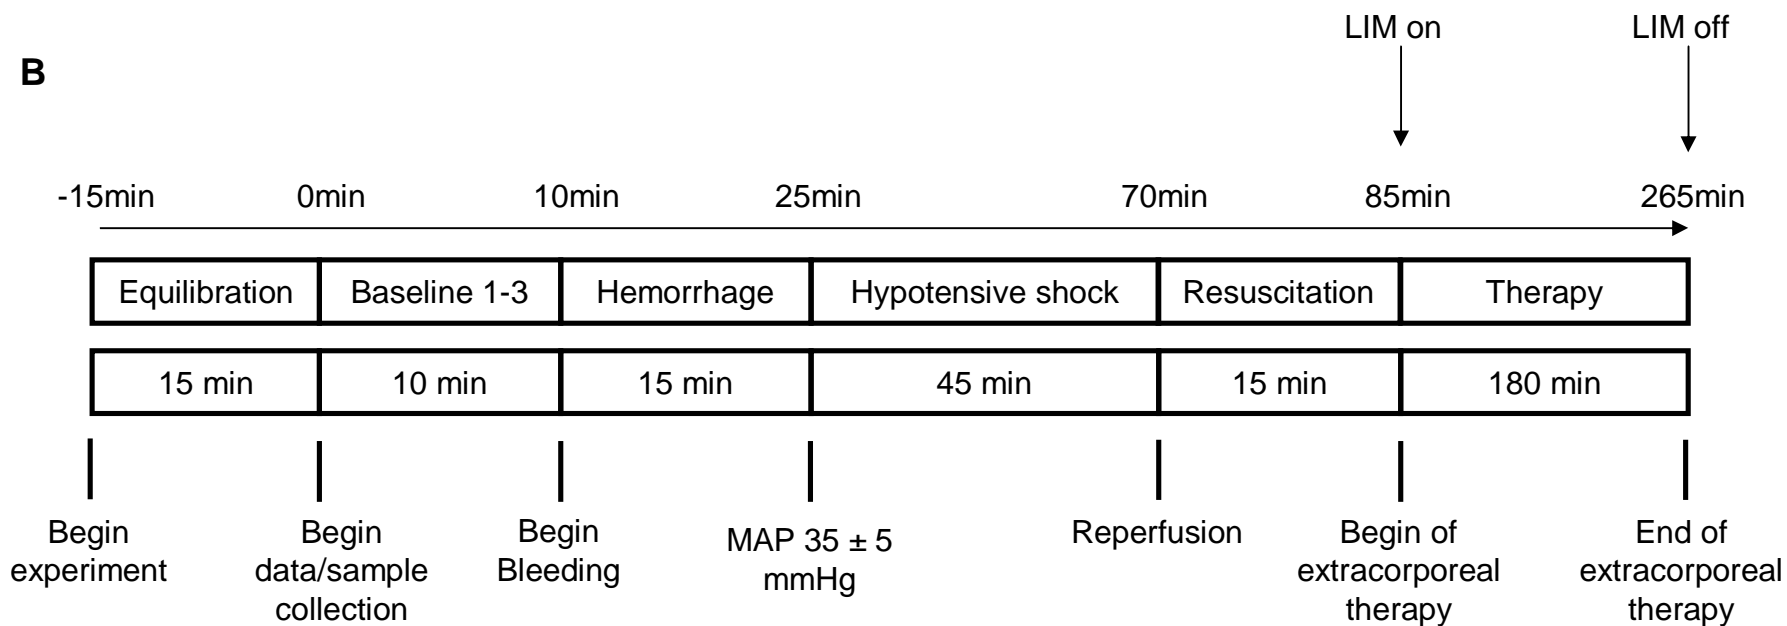 LIM on
LIM off
B
-15min
0min
10min
25min
70min
85min
265min
Equilibration
Baseline 1-3
Hemorrhage
Hypotensive shock
Resuscitation
Therapy
15 min
10 min
15 min
45 min
15 min
180 min
Begin
experiment
Begin
data/sample
collection
Begin
Bleeding
MAP 35 ± 5
mmHg
Reperfusion
Begin of
extracorporeal
therapy
End of
extracorporeal
therapy